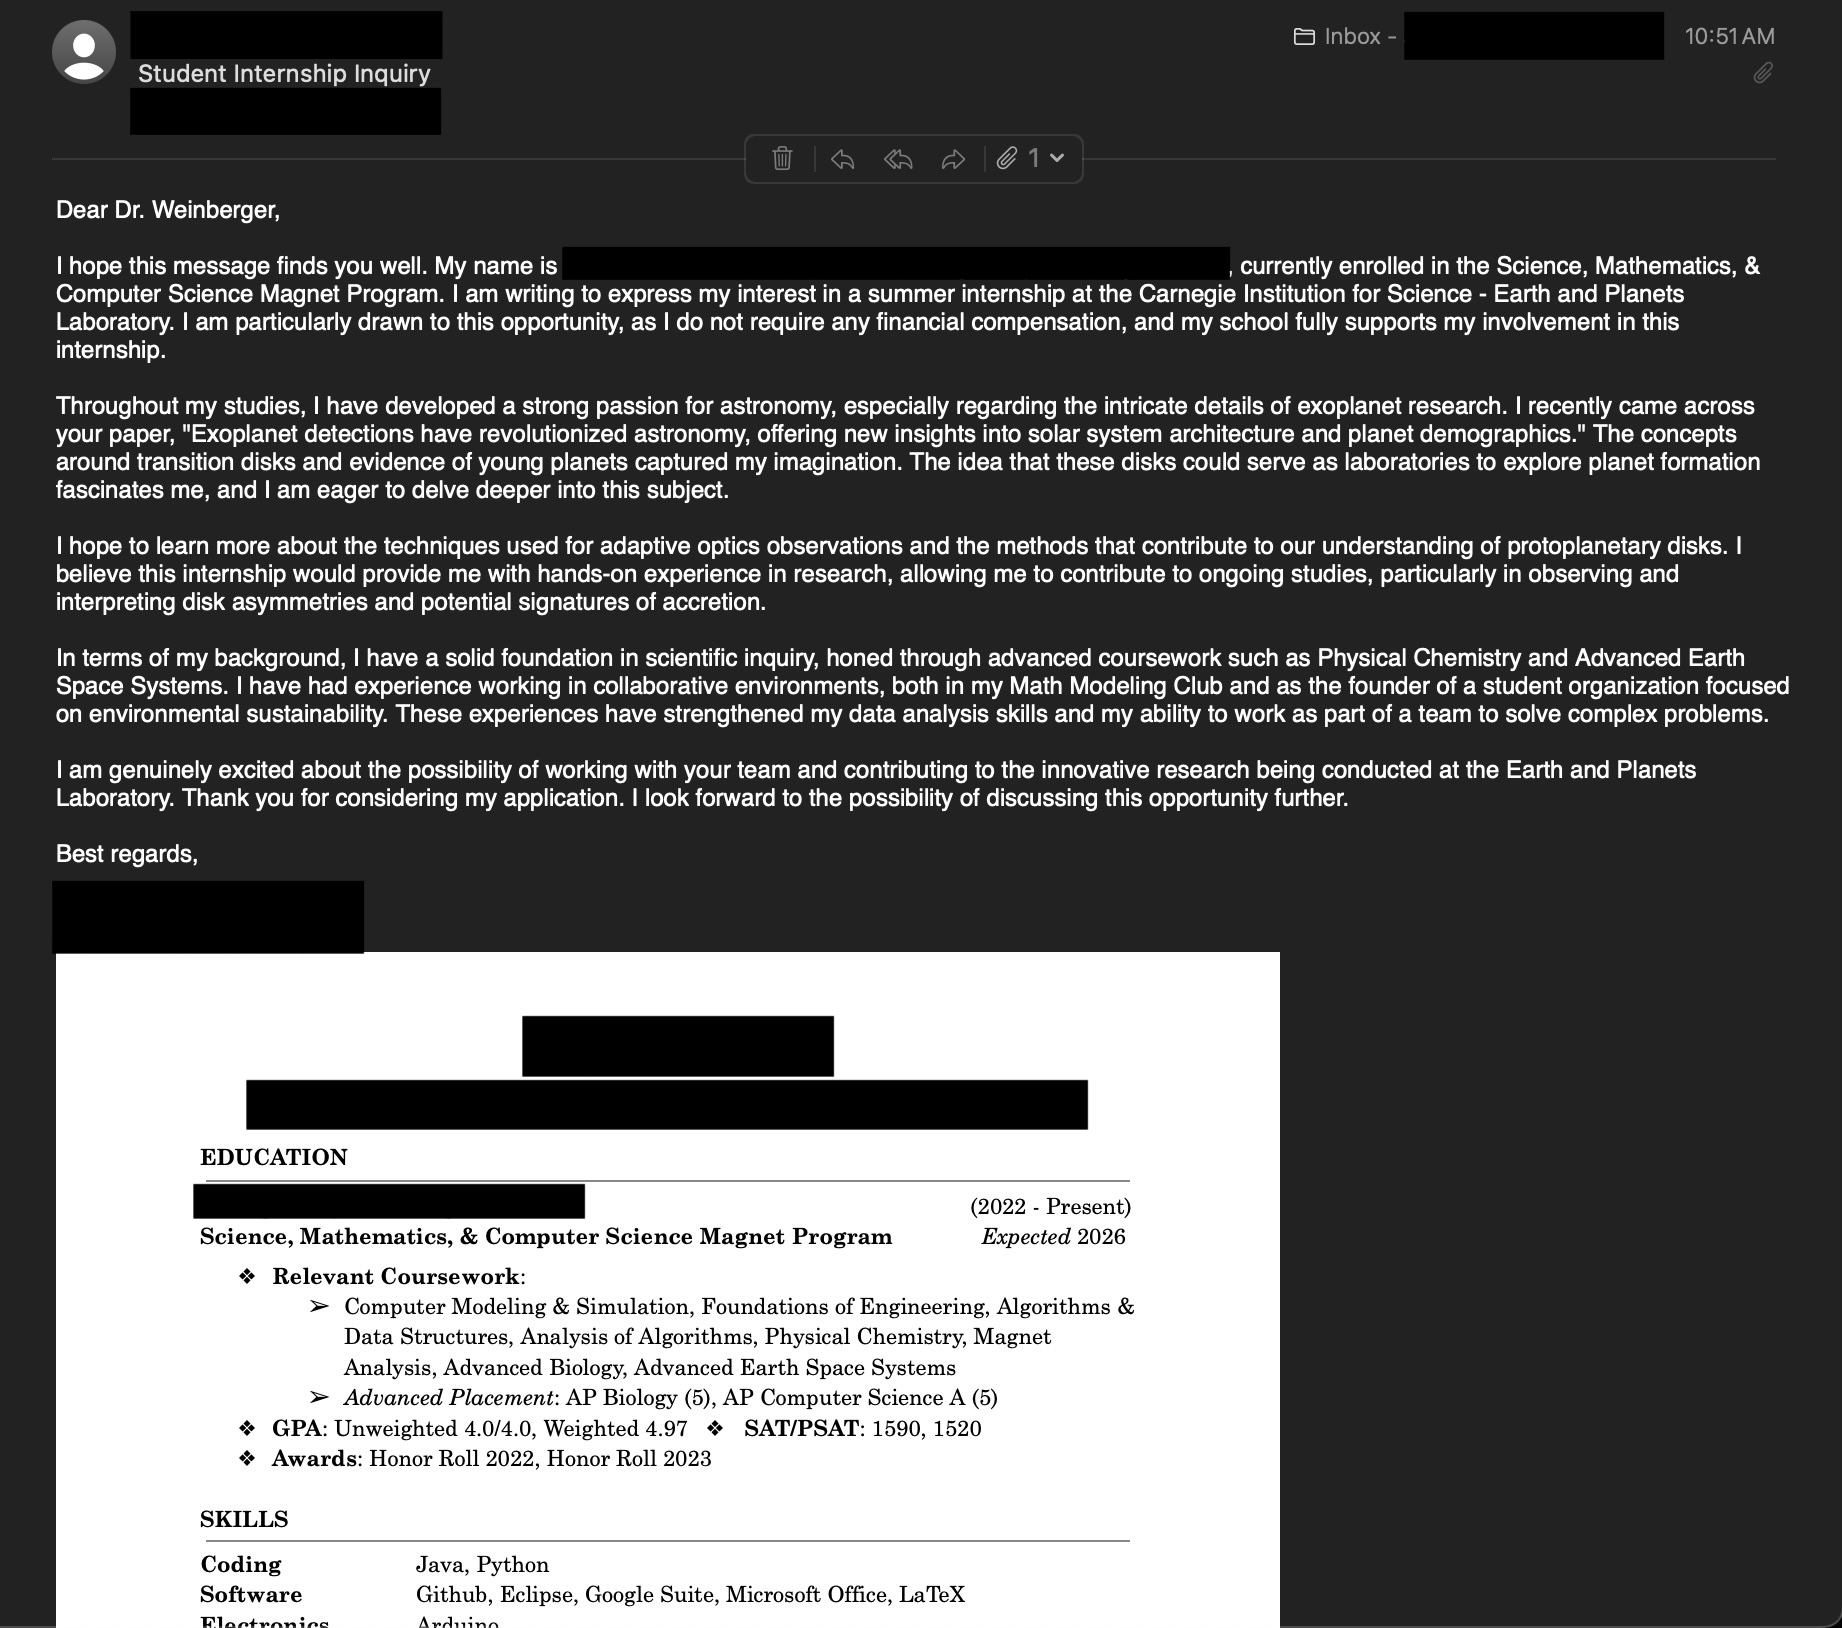 Student Internship Inquiry
Inbox -
10:51 AM
1
Dear Dr. Weinberger,
I hope this message finds you well. My name is , currently enrolled in the Science, Mathematics, &
Computer Science Magnet Program. I am writing to express my interest in a summer internship at the Carnegie Institution for Science - Earth and Planets
Laboratory. I am particularly drawn to this opportunity, as I do not require any financial compensation, and my school fully supports my involvement in this
internship.
Throughout my studies, I have developed a strong passion for astronomy, especially regarding the intricate details of exoplanet research. I recently came across
your paper, "Exoplanet detections have revolutionized astronomy, offering new insights into solar system architecture and planet demographics." The concepts
around transition disks and evidence of young planets captured my imagination. The idea that these disks could serve as laboratories to explore planet formation
fascinates me, and I am eager to delve deeper into this subject.
I hope to learn more about the techniques used for adaptive optics observations and the methods that contribute to our understanding of protoplanetary disks. I
believe this internship would provide me with hands-on experience in research, allowing me to contribute to ongoing studies, particularly in observing and
interpreting disk asymmetries and potential signatures of accretion.
In terms of my background, I have a solid foundation in scientific inquiry, honed through advanced coursework such as Physical Chemistry and Advanced Earth
Space Systems. I have had experience working in collaborative environments, both in my Math Modeling Club and as the founder of a student organization focused
on environmental sustainability. These experiences have strengthened my data analysis skills and my ability to work as part of a team to solve complex problems.
I am genuinely excited about the possibility of working with your team and contributing to the innovative research being conducted at the Earth and Planets
Laboratory. Thank you for considering my application. I look forward to the possibility of discussing this opportunity further.
Best regards,
EDUCATION
(2022 - Present)
Science, Mathematics, & Computer Science Magnet Program Expected 2026
❖ Relevant Coursework:
➢ Computer Modeling & Simulation, Foundations of Engineering, Algorithms &
Data Structures, Analysis of Algorithms, Physical Chemistry, Magnet
Analysis, Advanced Biology, Advanced Earth Space Systems
➢ Advanced Placement: AP Biology (5), AP Computer Science A (5)
❖ GPA: Unweighted 4.0/4.0, Weighted 4.97 ❖ SAT/PSAT: 1590, 1520
❖ Awards: Honor Roll 2022, Honor Roll 2023
SKILLS
Coding Java, Python
Software Github, Eclipse, Google Suite, Microsoft Office, LaTeX
Electronics Arduino